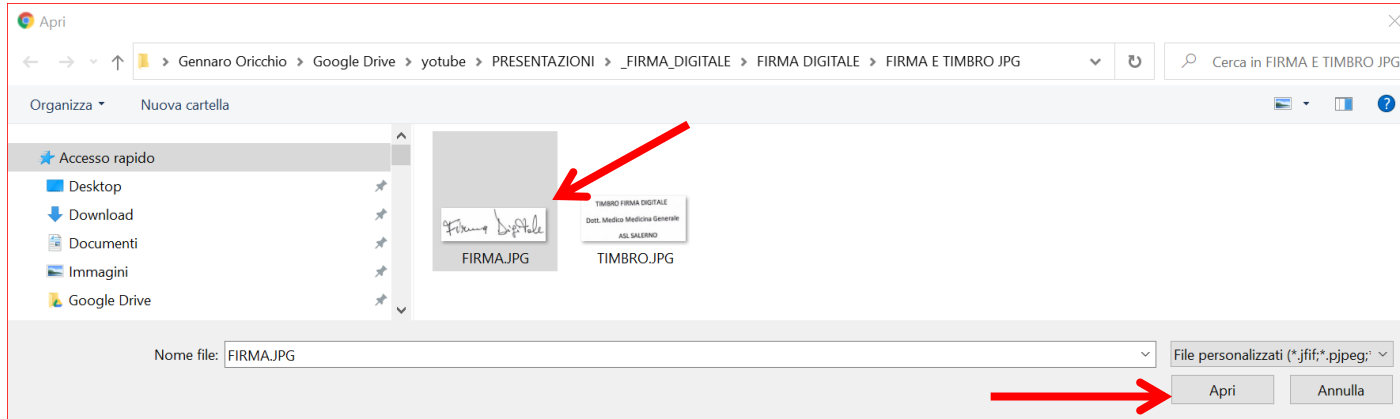 Apri
Gennaro Oricchio > Google Drive > yotube > PRESENTAZIONI > _FIRMA_DIGITALE > FIRMA DIGITALE > FIRMA E TIMBRO JPG
Cerca in FIRMA E TIMBRO JPG
Organizza
Nuova cartella
Accesso rapido
Desktop
Download
Documenti
Immagini
Google Drive
Firma Digitale
FIRMA.JPG
TIMBRO FIRMA DIGITALE
Dott. Medico Medicina Generale
ASL SALERNO
TIMBRO.JPG
Nome file:
FIRMA.JPG
File personalizzati (*.jfif;*.pjpeg;*
Apri
Annulla